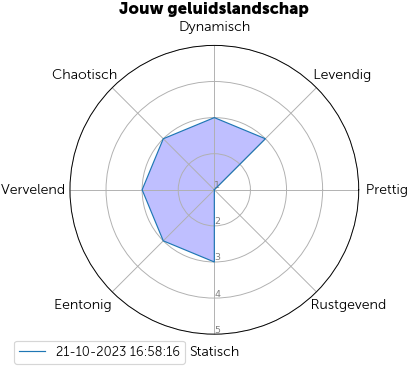 Jouw geluidslandschap
Dynamisch
Chaotisch
Levendig
Vervelend
1
Prettig
2
3
Eentonig
4
Rustgevend
5
21-10-2023 16:58:16
Statisch